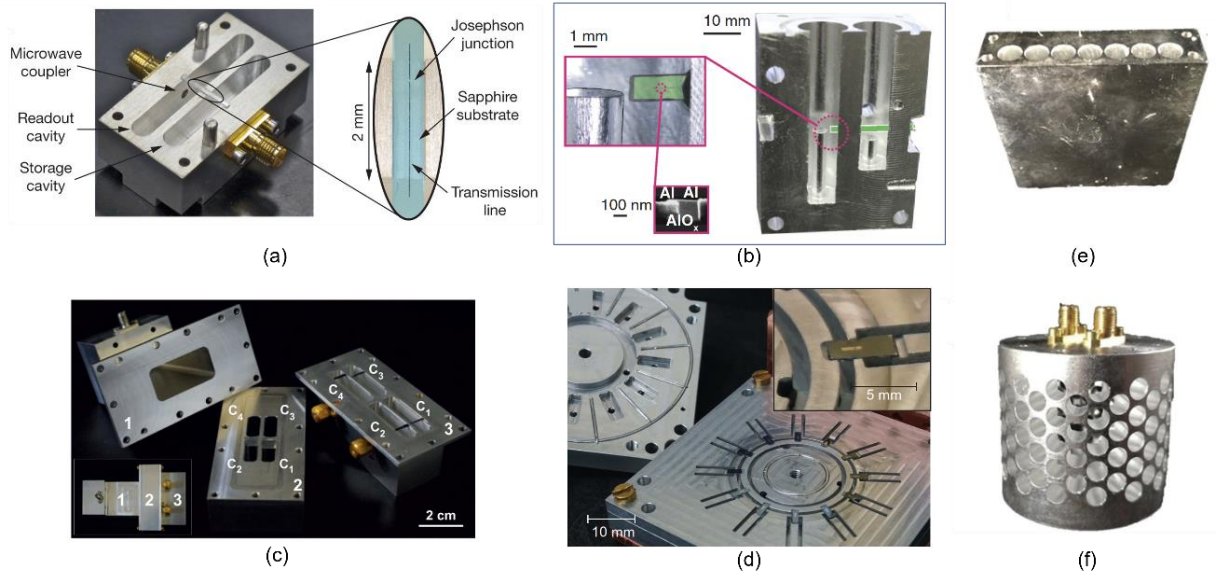 Microwave
coupler
Readout
cavity
Storage
cavity
2 mm
Josephson
junction
Sapphire
substrate
Transmission
line
(a)
1 mm
10 mm
100 nm
Al Al
AlOx
(b)
(e)
1
C4 C3
C2 C1
2
C3
C4 C1
C2 3
1 2 3
2 cm
(c)
5 mm
10 mm
(d)
(f)